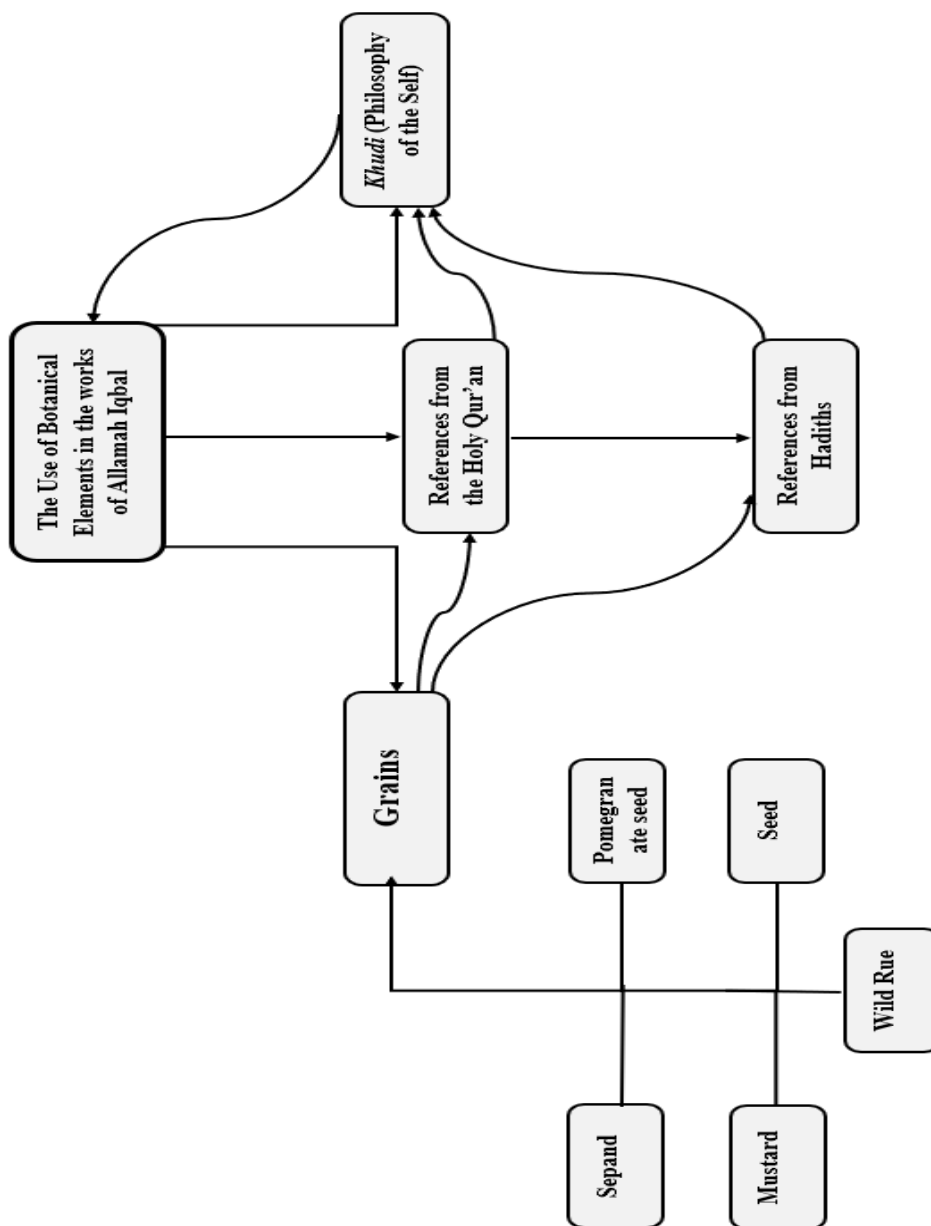 The Use of Botanical
Elements in the works
of Allamah Iqbal
Grains
Khudi (Philosophy
of the Self)
References from
the Holy Qur’an
Sepand
Pomegran
ate seed
Mustard
Seed
References from
Hadiths
Wild Rue